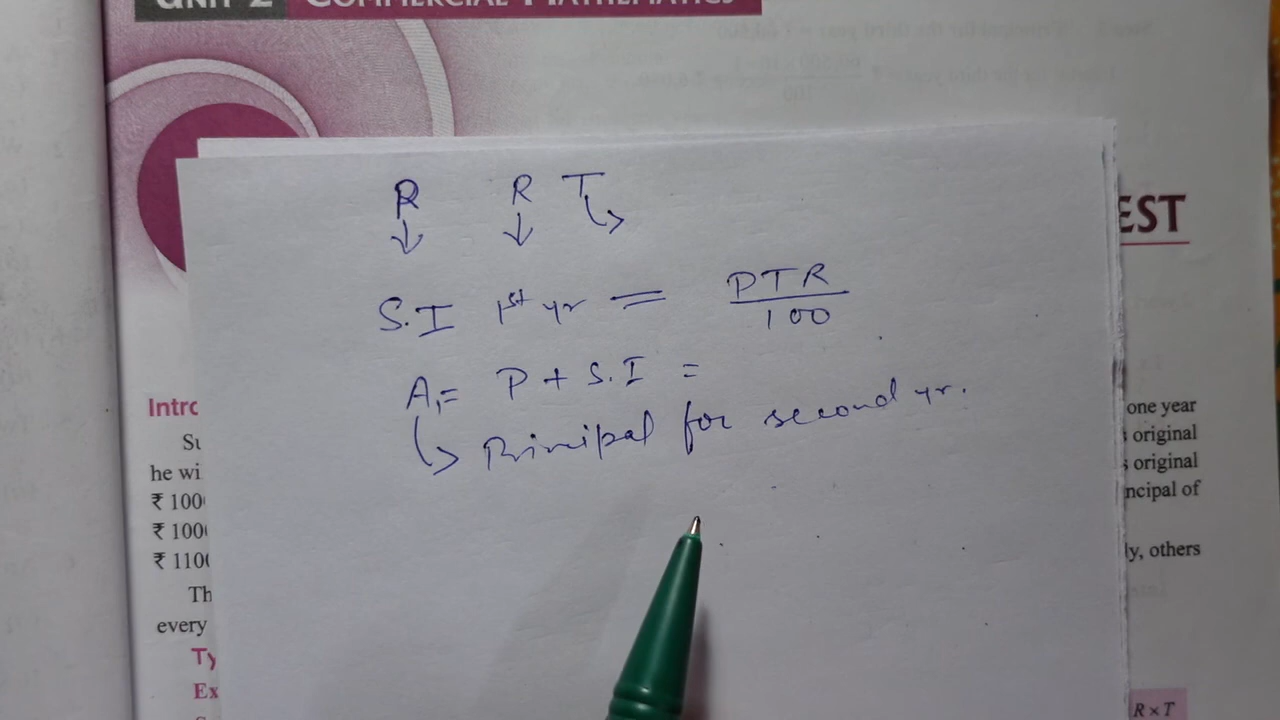 UNIT 2 COMMERCIAL MATHEMATICS
R R T
S.I 1st yr = PTR
100
A1= P + S.I =
Prinipal for second yr.
EST
Intro
he wi
₹ 100
₹ 100
₹ 110
Th
every
Ty
Ex
one year
original
original
ncipal of
ly, others
R × T